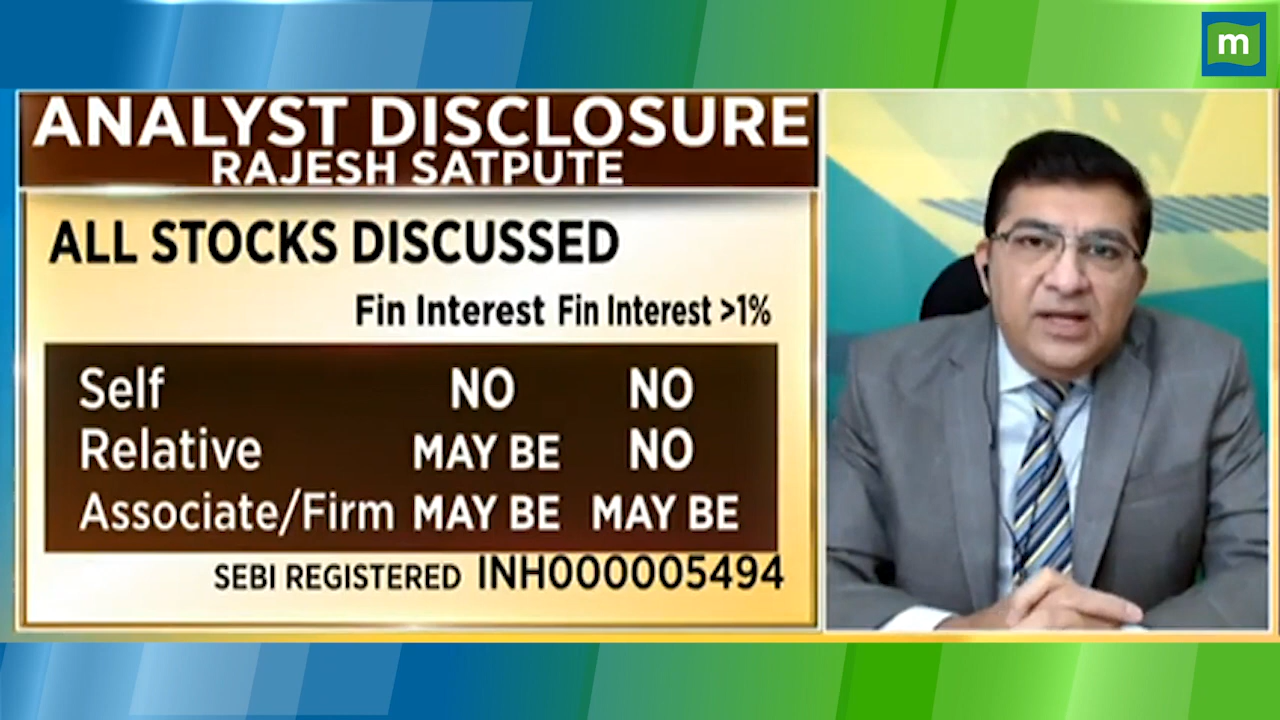 m
ANALYST DISCLOSURE
RAJESH SATPUTE
ALL STOCKS DISCUSSED
Fin Interest Fin Interest >1%
Self NO NO
Relative MAY BE NO
Associate/Firm MAY BE MAY BE
SEBI REGISTERED INH000005494